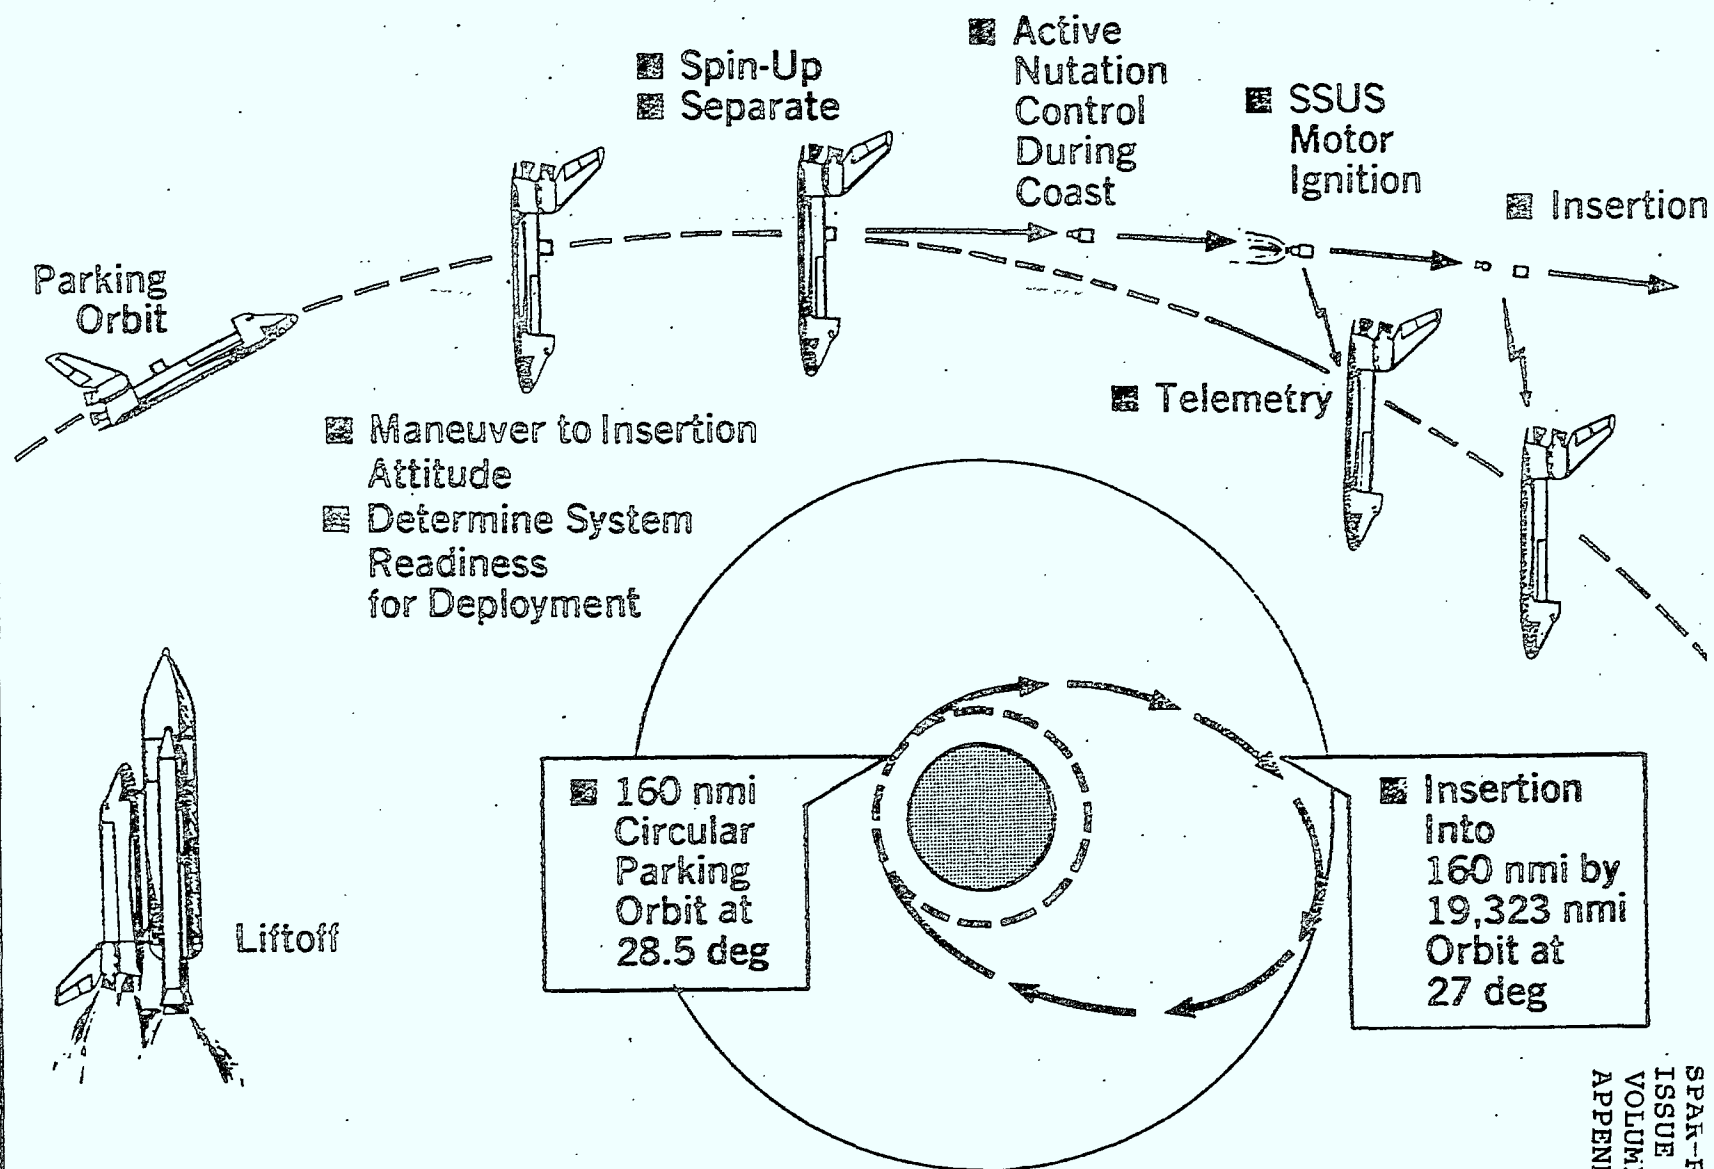 Spin-Up
Separate
Active
Nutation
Control
During
Coast
SSUS
Motor
Ignition
Insertion
Parking
Orbit
Maneuver to Insertion
Attitude
Determine System
Readiness
for Deployment
Telemetry
Liftoff
160 nmi
Circular
Parking
Orbit at
28.5 deg
Insertion
Into
160 nmi by
19,323 nmi
Orbit at
27 deg
ISSUE